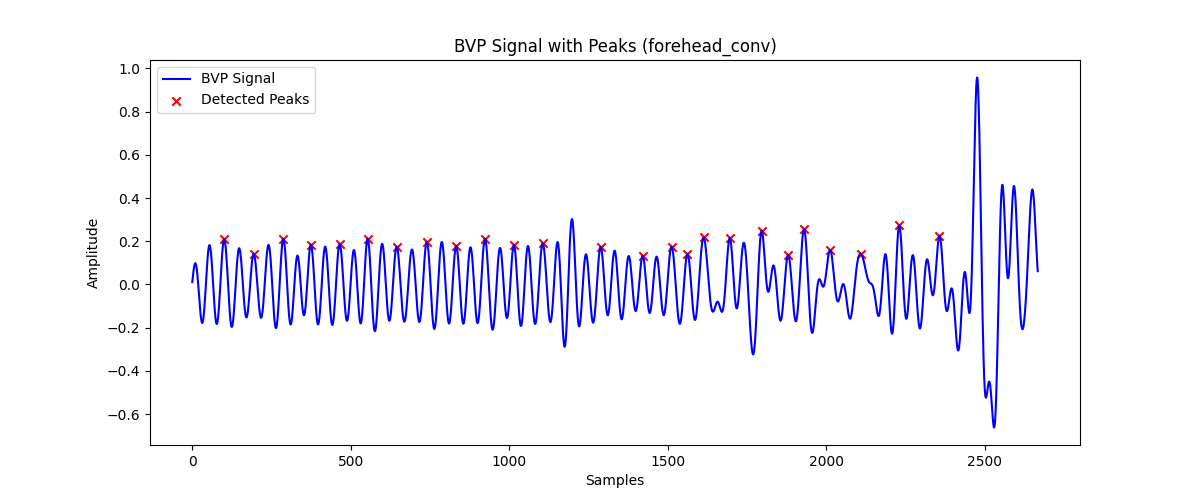 BVP Signal with Peaks (forehead_conv)
BVP Signal
Detected Peaks
Amplitude
1.0
0.8
0.6
0.4
0.2
0.0
−0.2
−0.4
−0.6
0 500 1000 1500 2000 2500
Samples